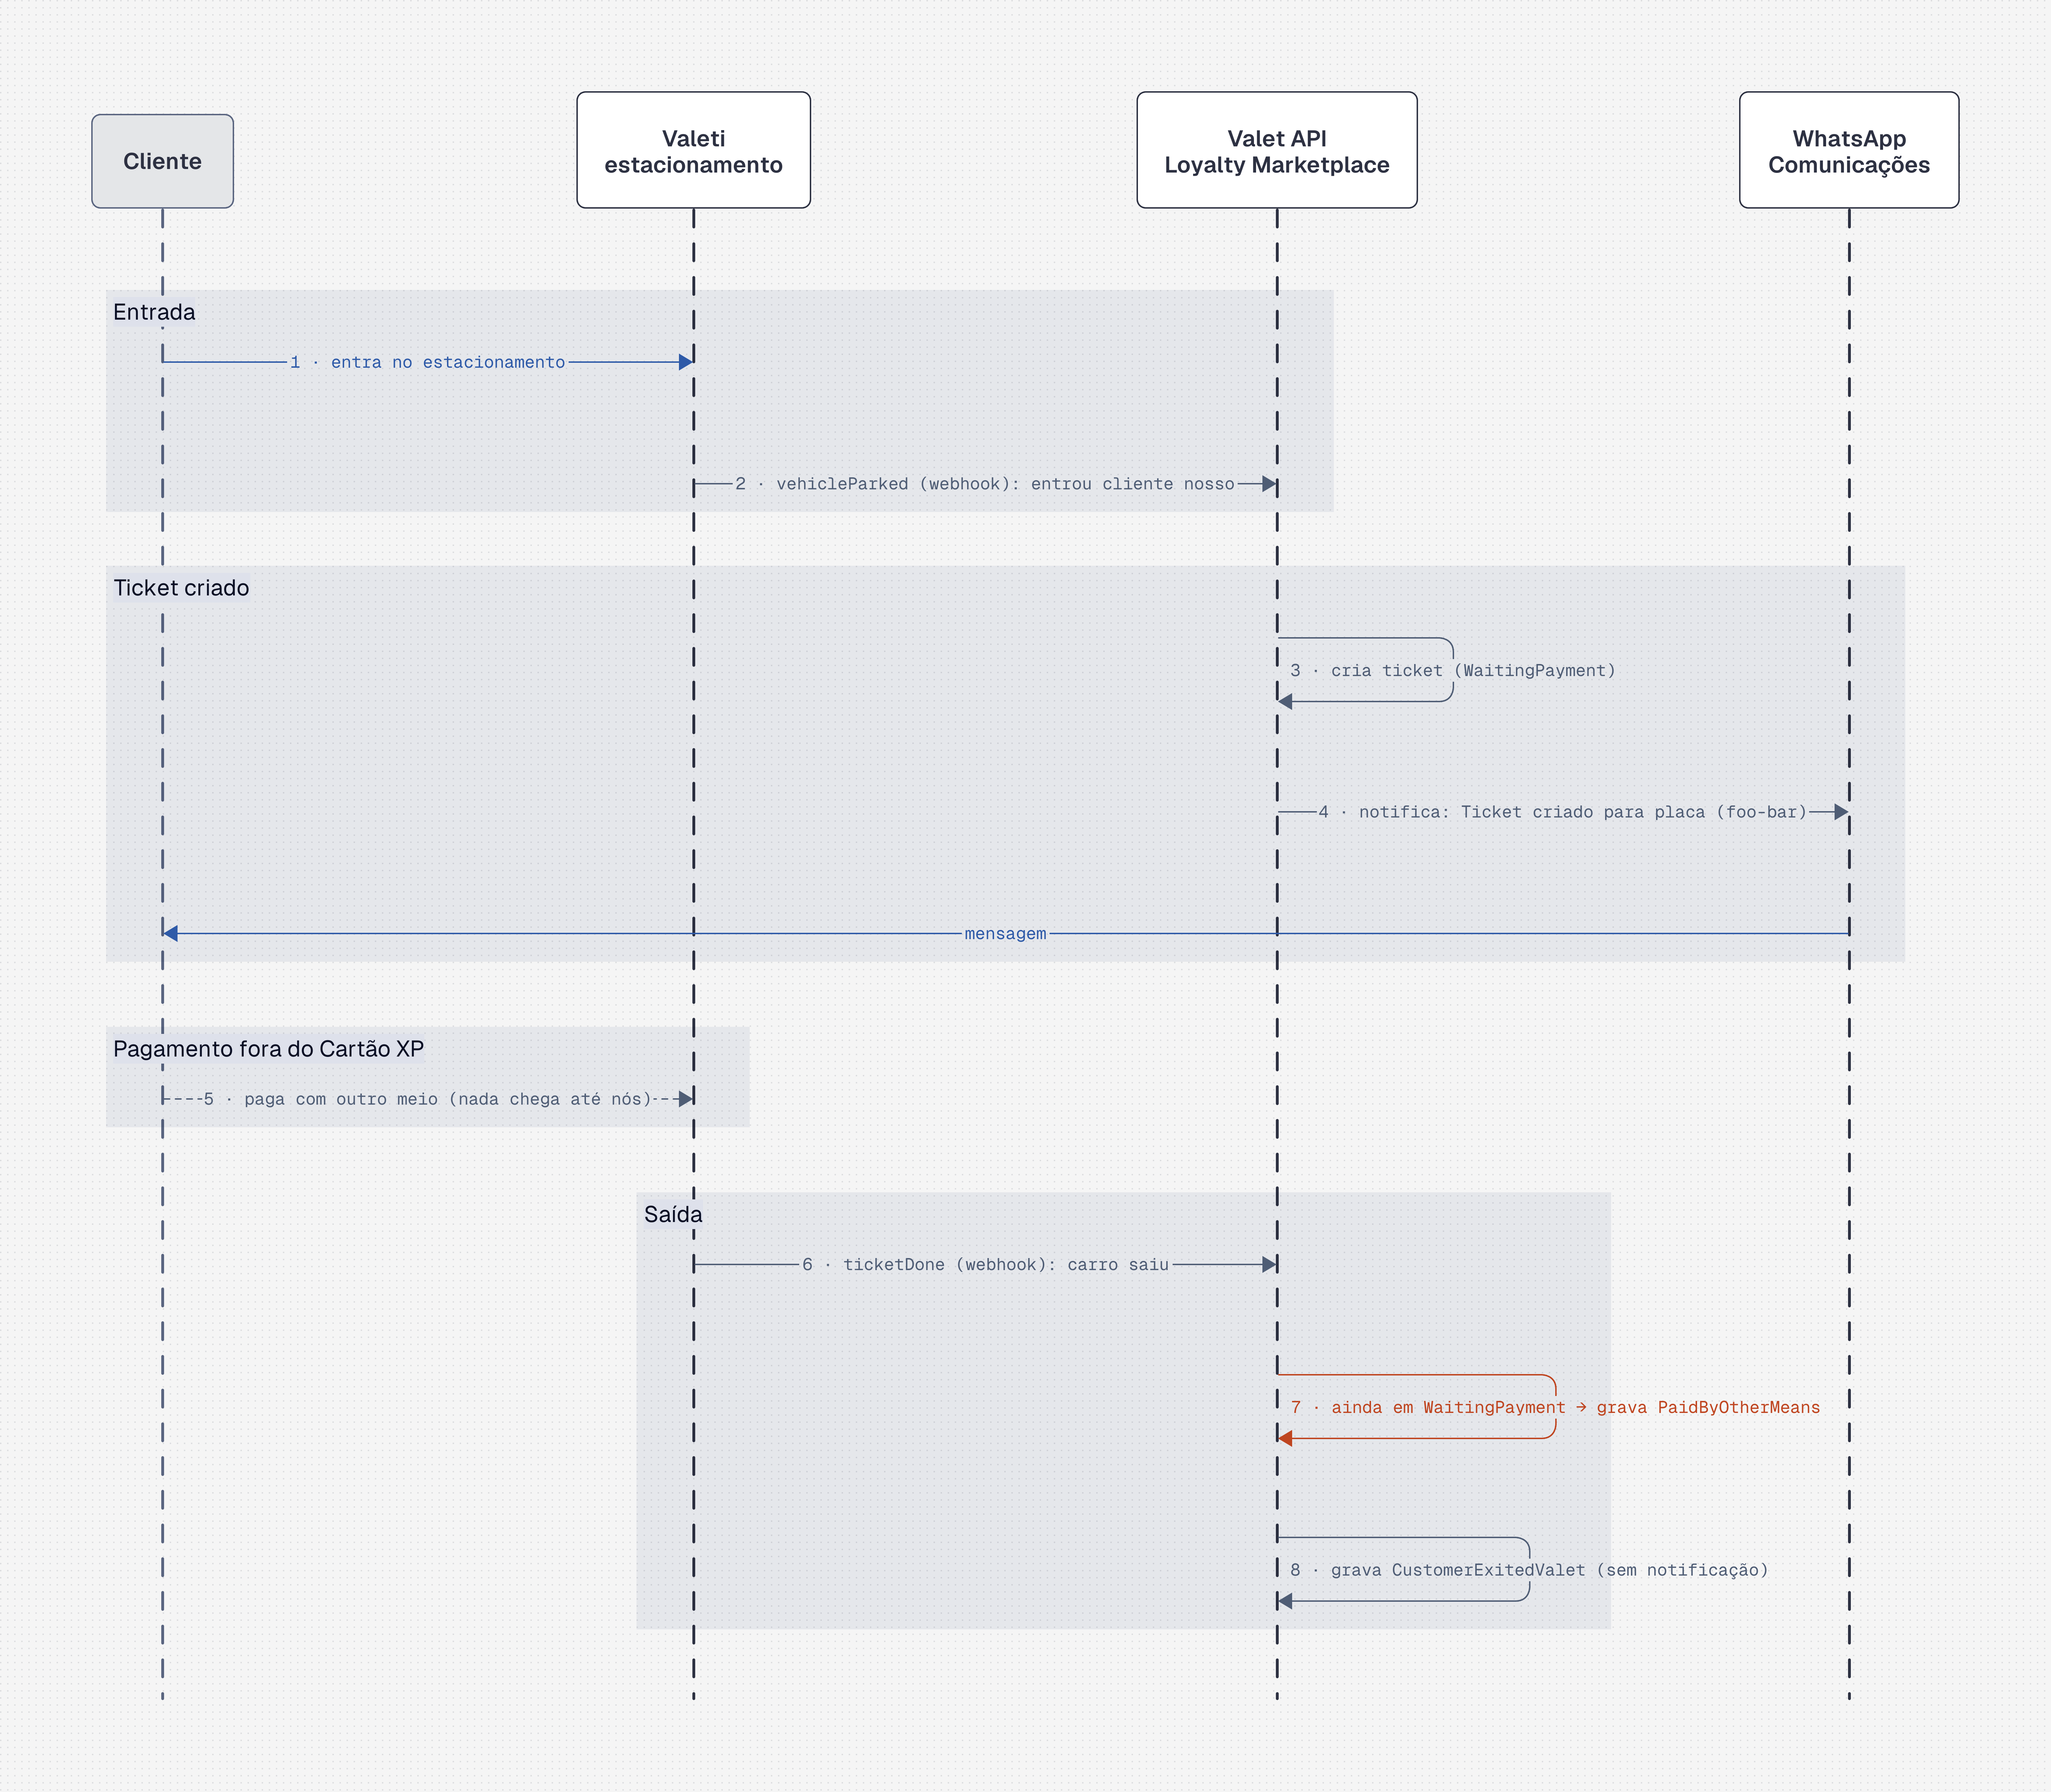 Cliente
Valeti
estacionamento
Valet API
Loyalty Marketplace
WhatsApp
Comunicações
Entrada
1 · entra no estacionamento
2 · vehicleParked (webhook): entrou cliente nosso
Ticket criado
3 · cria ticket (WaitingPayment)
4 · notifica: Ticket criado para placa (foo-bar)
mensagem
Pagamento fora do Cartão XP
5 · paga com outro meio (nada chega até nós)
Saída
6 · ticketDone (webhook): carro saiu
7 · ainda em WaitingPayment → grava PaidByOtherMeans
8 · grava CustomerExitedValet (sem notificação)